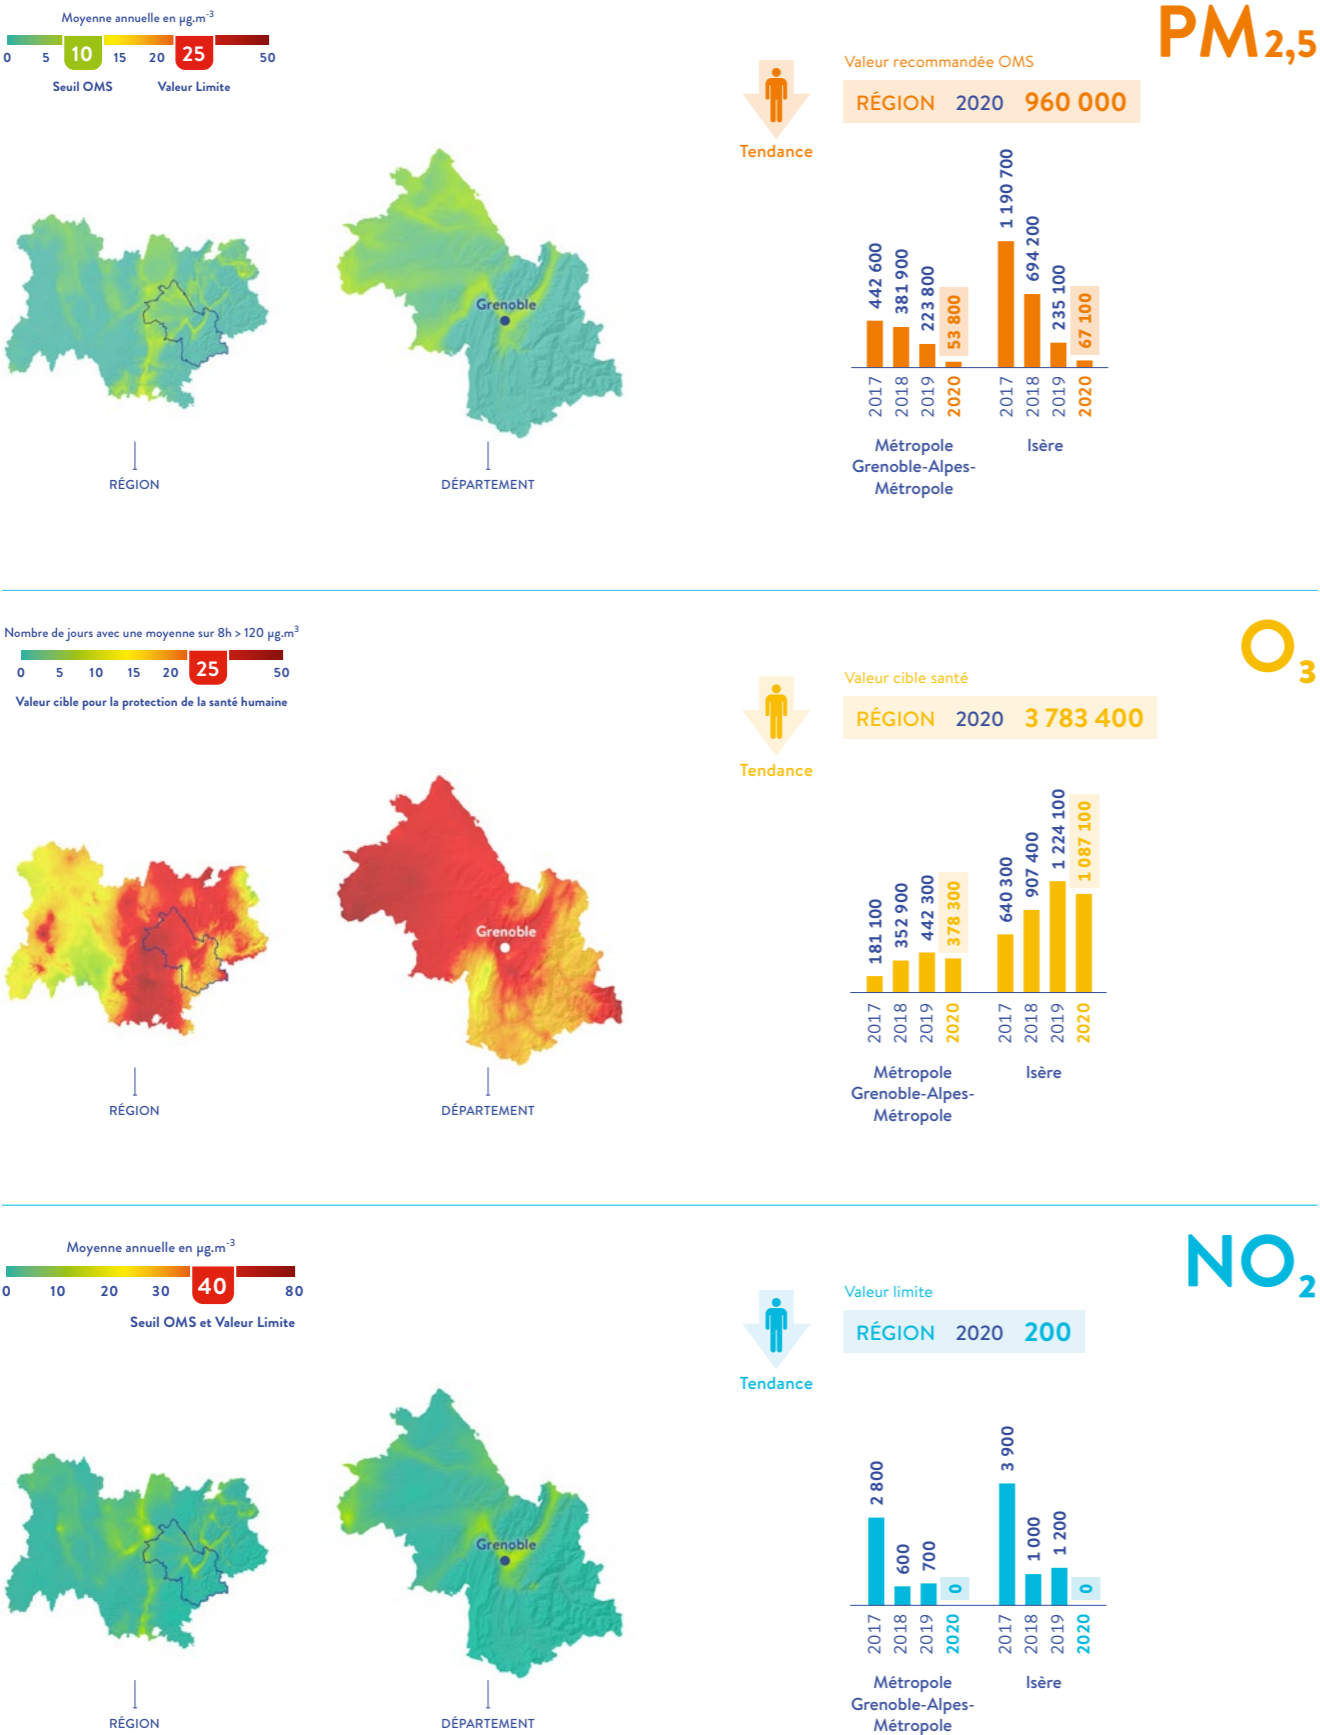 Moyenne annuelle en µg.m-3
0 5 10 15 20 25 50
Seuil OMS Valeur Limite
PM2,5
Valeur recommandée OMS
RÉGION 2020 960 000
Tendance
Grenoble
RÉGION
DÉPARTEMENT
442 600
381 900
223 800
53 800
1 190 700
694 200
235 100
67 100
2017 2018 2019 2020 2017 2018 2019 2020
Métropole
Grenoble-Alpes-
Métropole
Isère
Nombre de jours avec une moyenne sur 8h > 120 µg.m3
0 5 10 15 20 25 50
Valeur cible pour la protection de la santé humaine
O3
Valeur cible santé
RÉGION 2020 3 783 400
Tendance
Grenoble
RÉGION
DÉPARTEMENT
181 100
352 900
442 300
378 300
640 300
907 400
1 224 100
1 087 100
2017 2018 2019 2020 2017 2018 2019 2020
Métropole
Grenoble-Alpes-
Métropole
Isère
Moyenne annuelle en µg.m-3
0 10 20 30 40 80
Seuil OMS et Valeur Limite
NO2
Valeur limite
RÉGION 2020 200
Tendance
Grenoble
RÉGION
DÉPARTEMENT
2 800
600
700
0
3 900
1 000
1 200
0
2017 2018 2019 2020 2017 2018 2019 2020
Métropole
Grenoble-Alpes-
Métropole
Isère